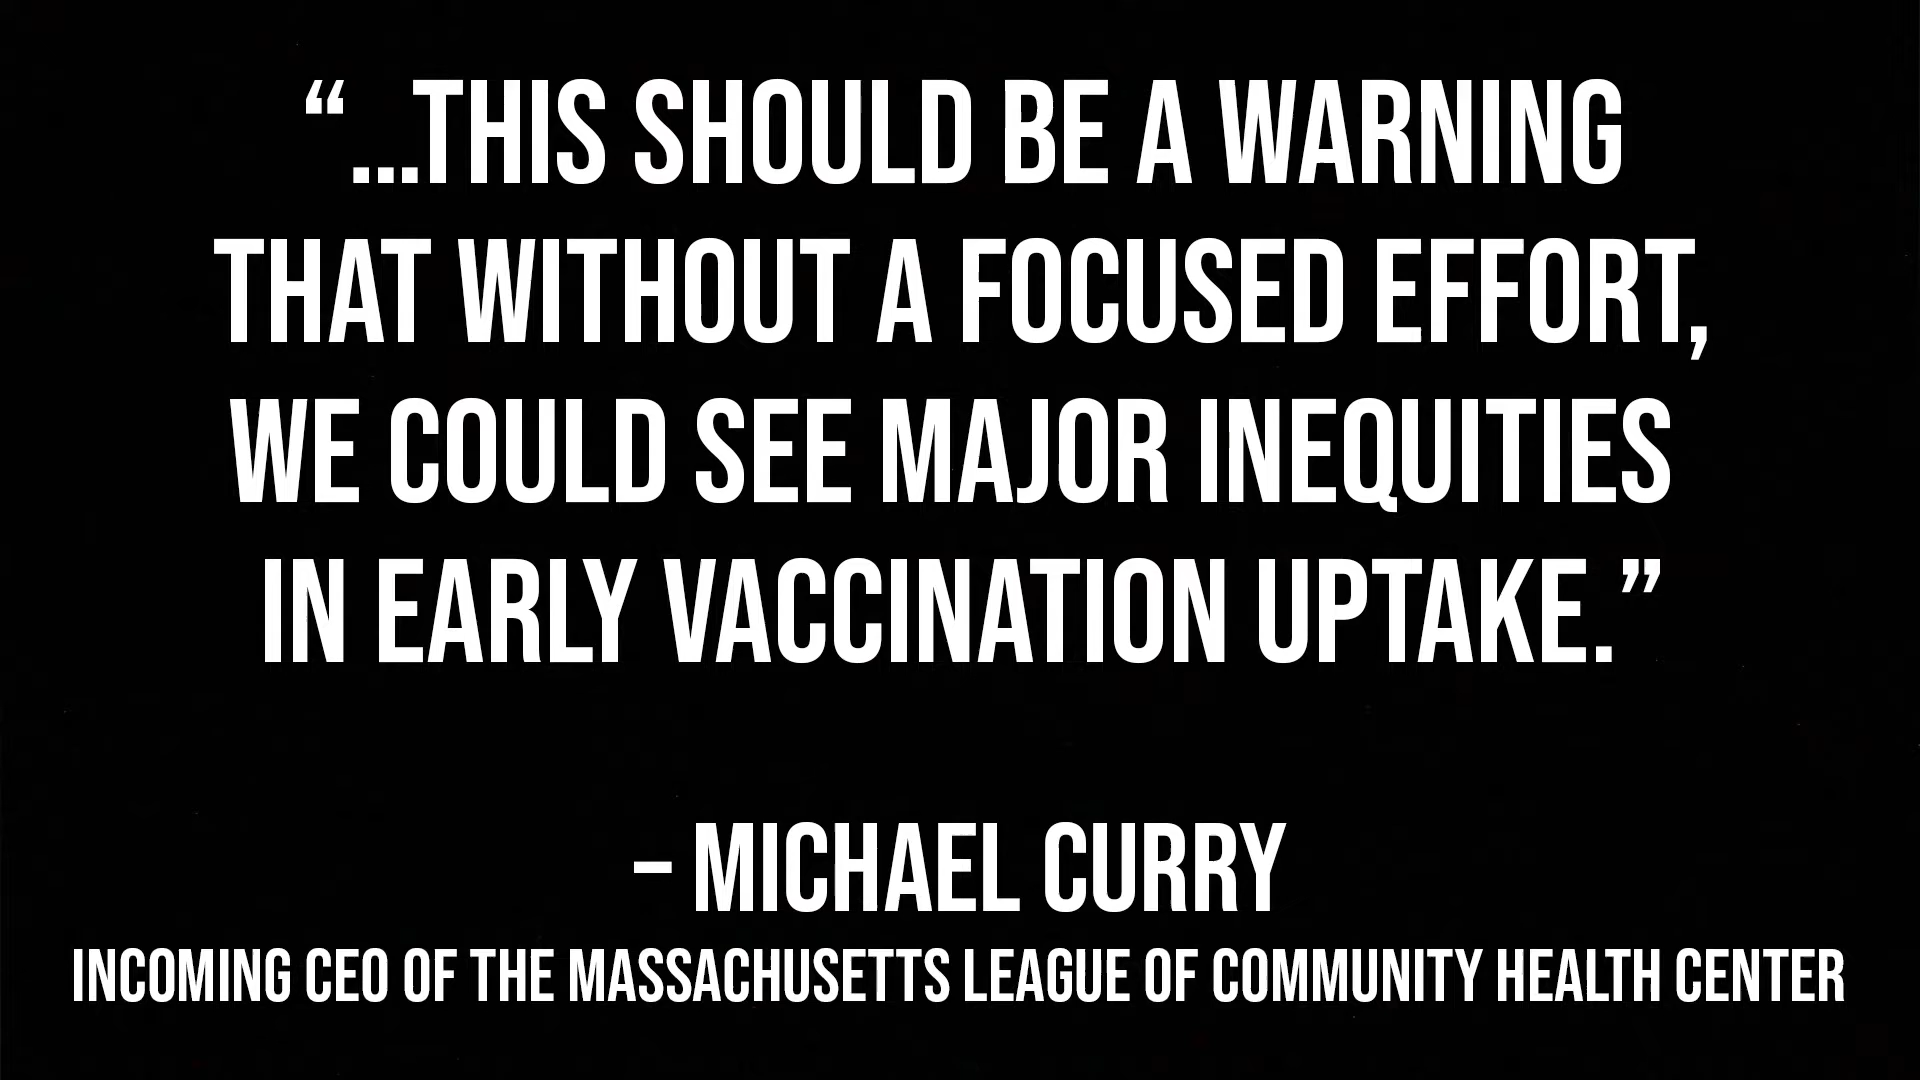 “...THIS SHOULD BE A WARNING
THAT WITHOUT A FOCUSED EFFORT,
WE COULD SEE MAJOR INEQUITIES
IN EARLY VACCINATION UPTAKE.”
– MICHAEL CURRY
INCOMING CEO OF THE MASSACHUSETTS LEAGUE OF COMMUNITY HEALTH CENTER